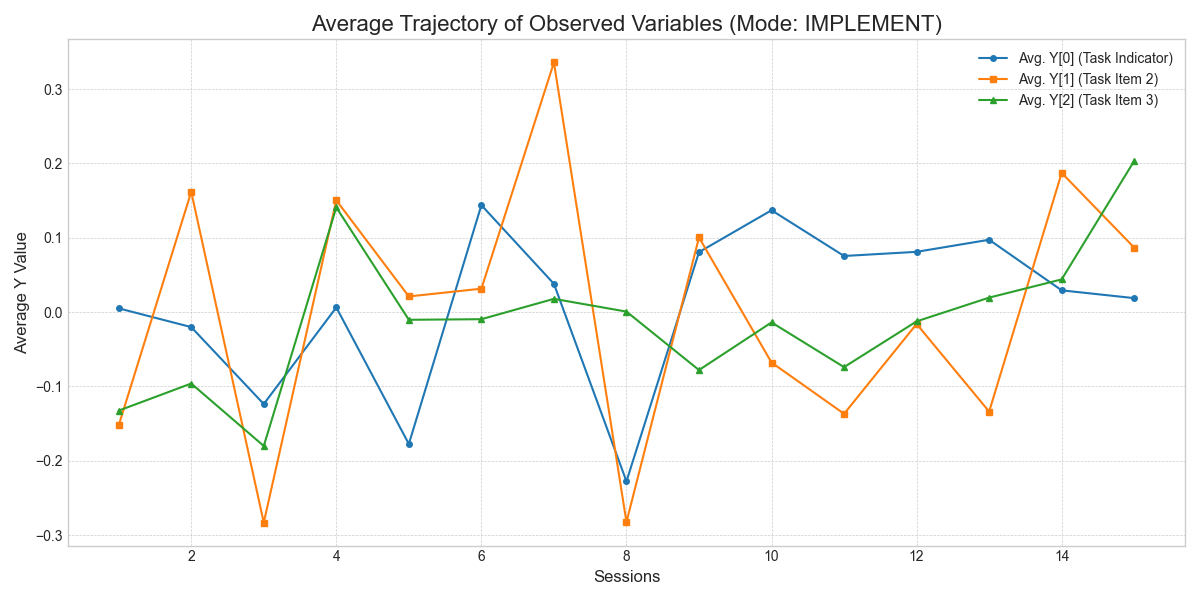 Average Trajectory of Observed Variables (Mode: IMPLEMENT)
Avg. Y[0] (Task Indicator)
Avg. Y[1] (Task Item 2)
Avg. Y[2] (Task Item 3)
Average Y Value
0.3
0.2
0.1
0.0
−0.1
−0.2
−0.3
2 4 6 8 10 12 14
Sessions